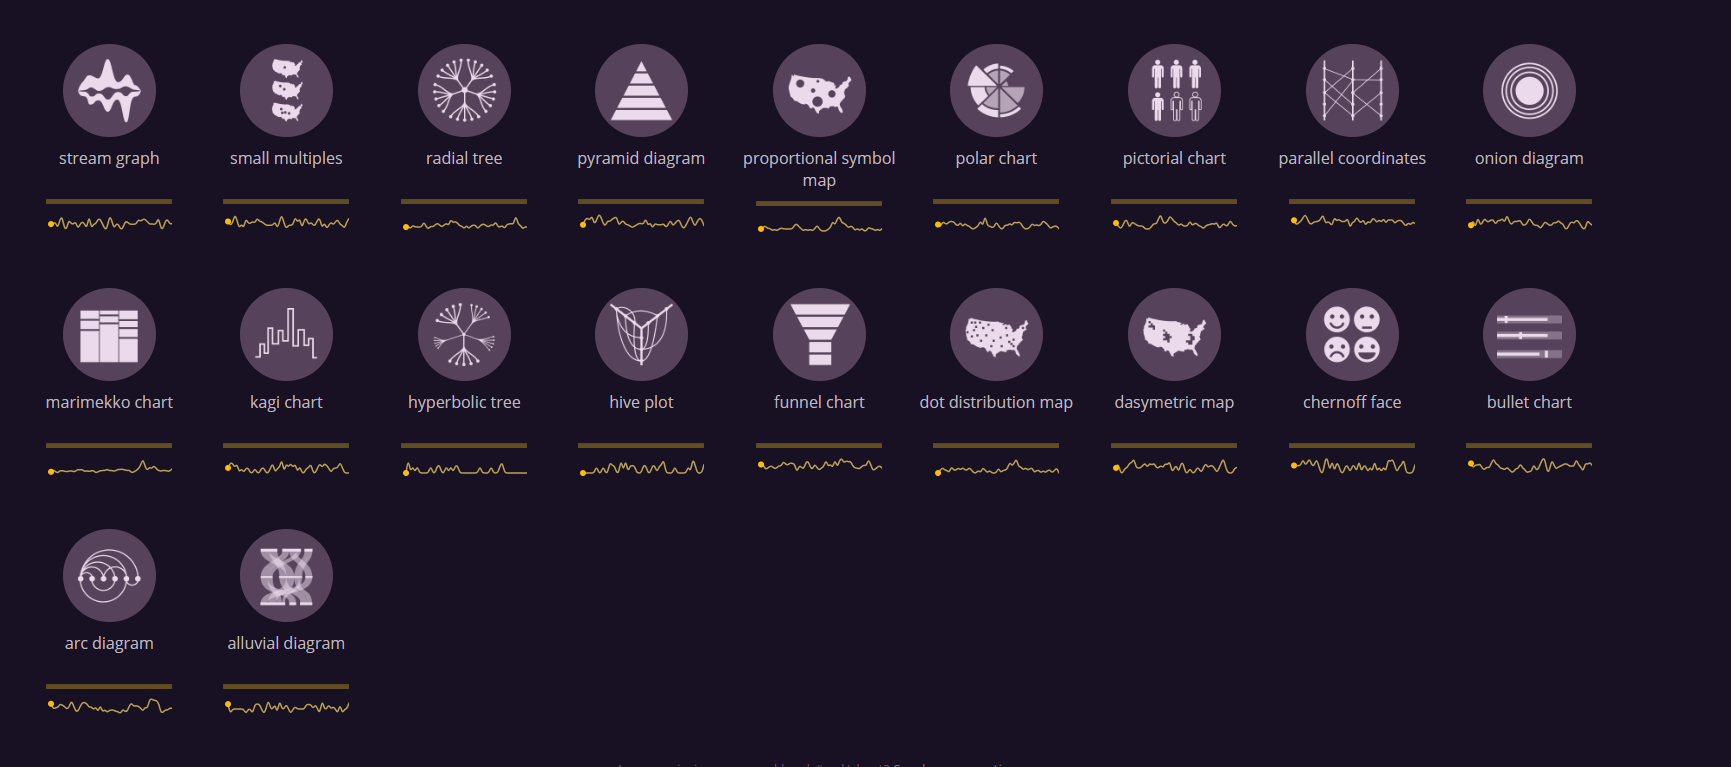 stream graph
small multiples
radial tree
pyramid diagram
proportional symbol
map
polar chart
pictorial chart
parallel coordinates
onion diagram
marimekko chart
kagi chart
hyperbolic tree
hive plot
funnel chart
dot distribution map
dasymetric map
chernoff face
bullet chart
arc diagram
alluvial diagram